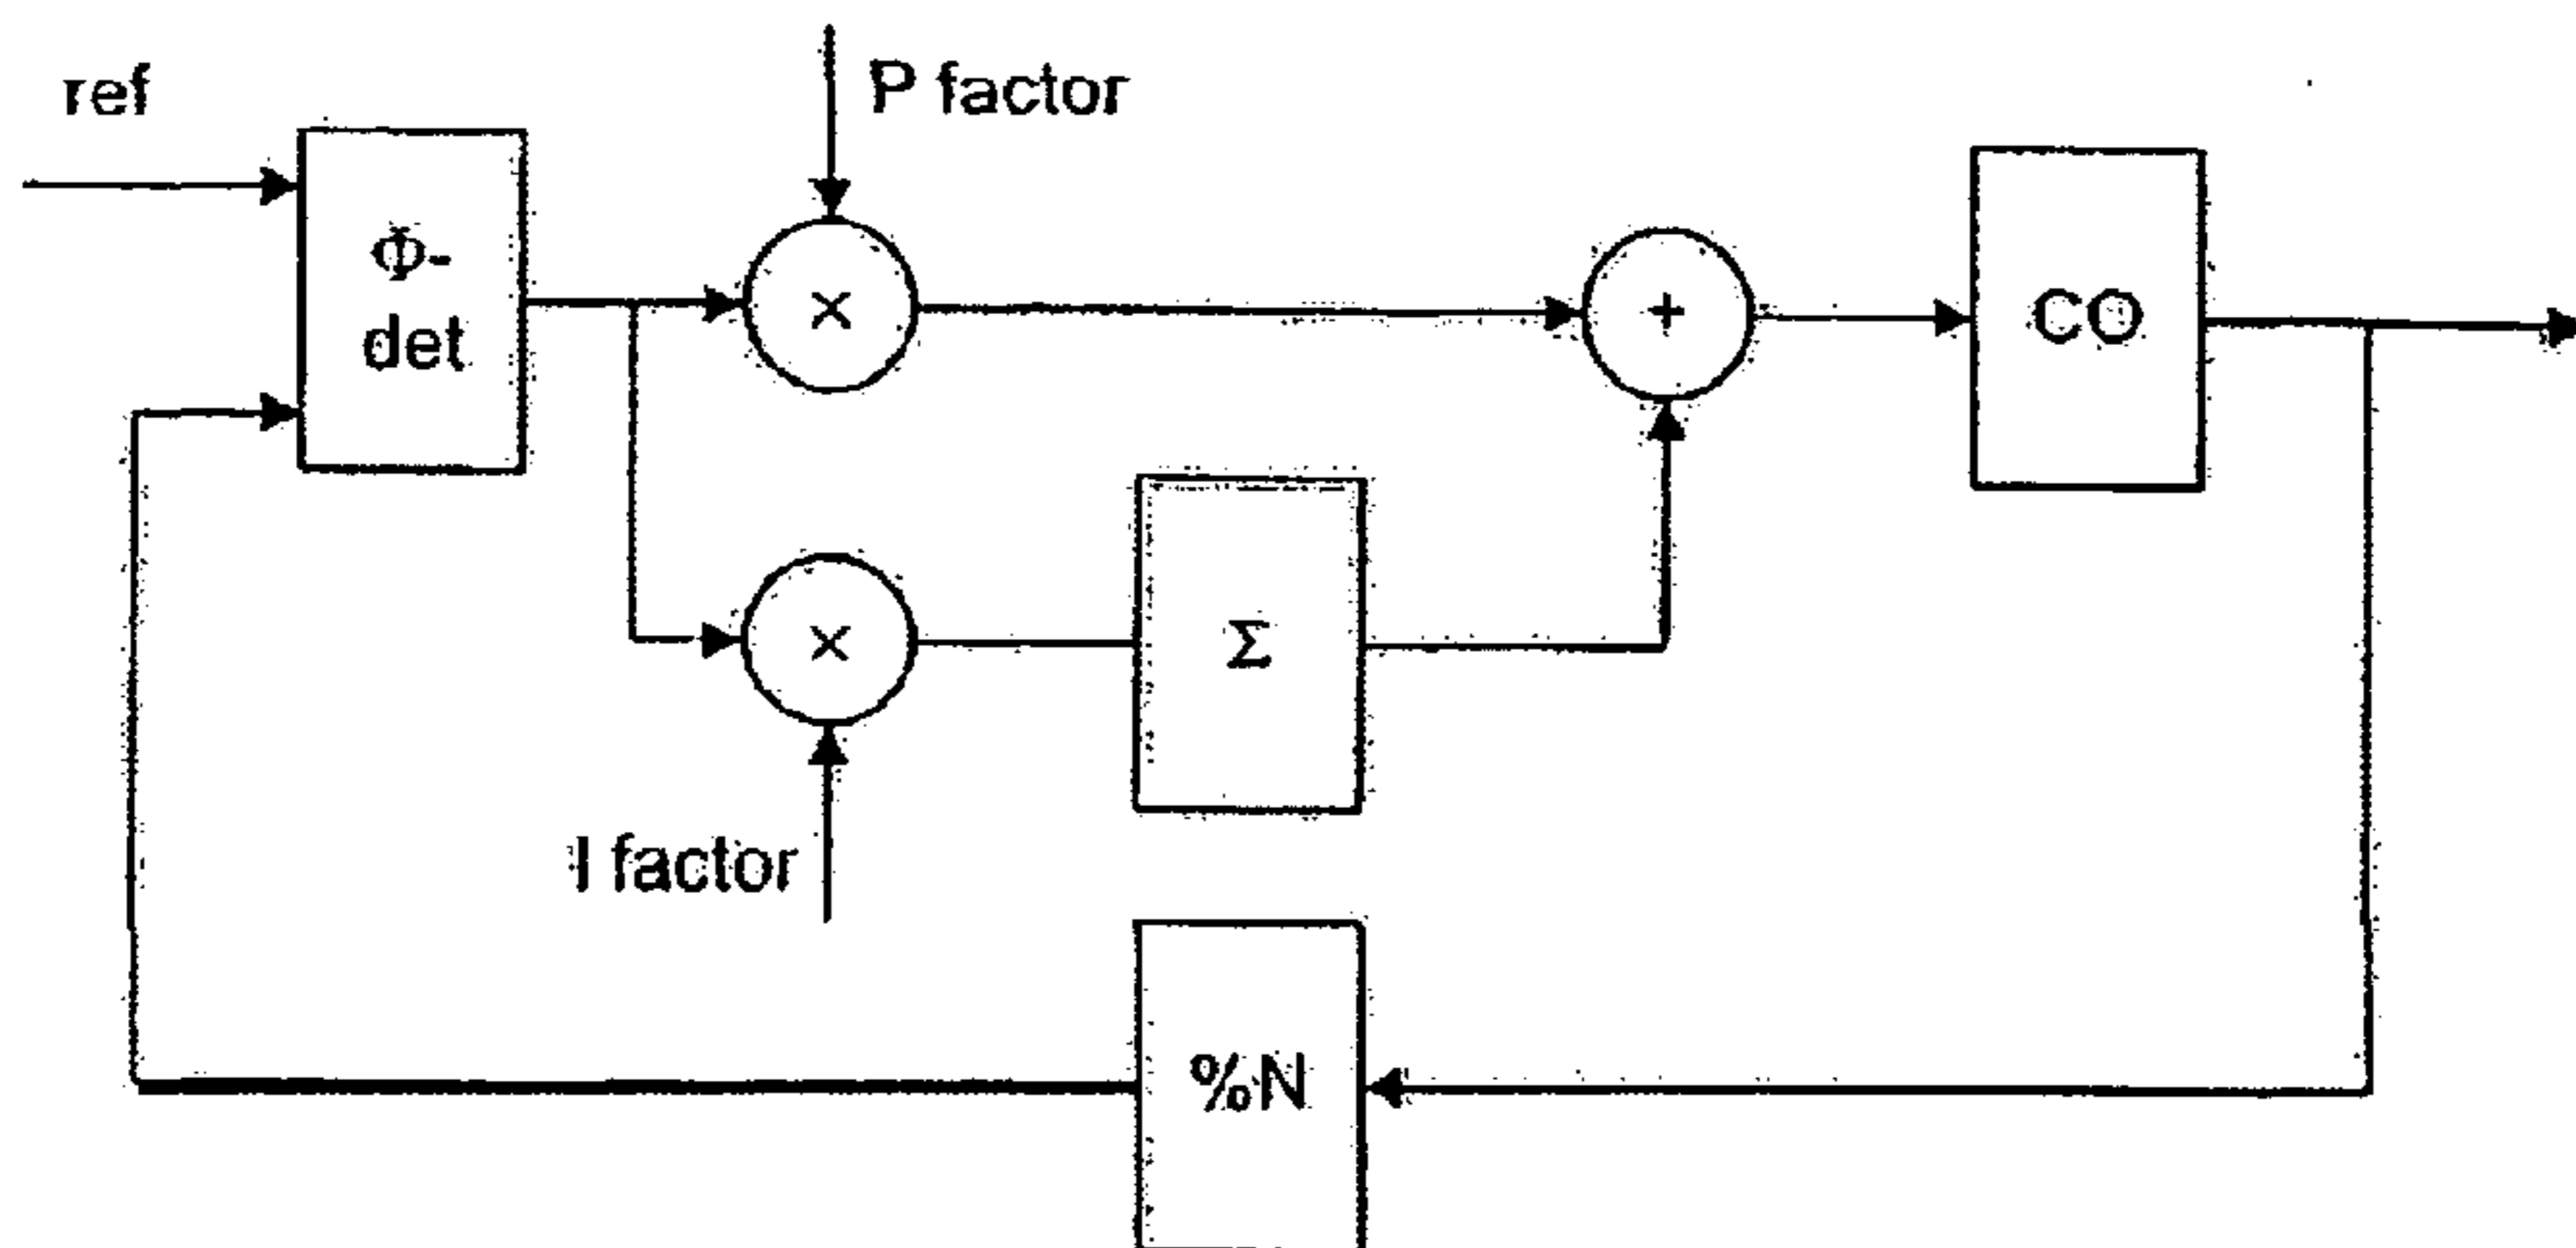 ref
P factor
Φ-
det
×
+
CO
×
Σ
I factor
%N